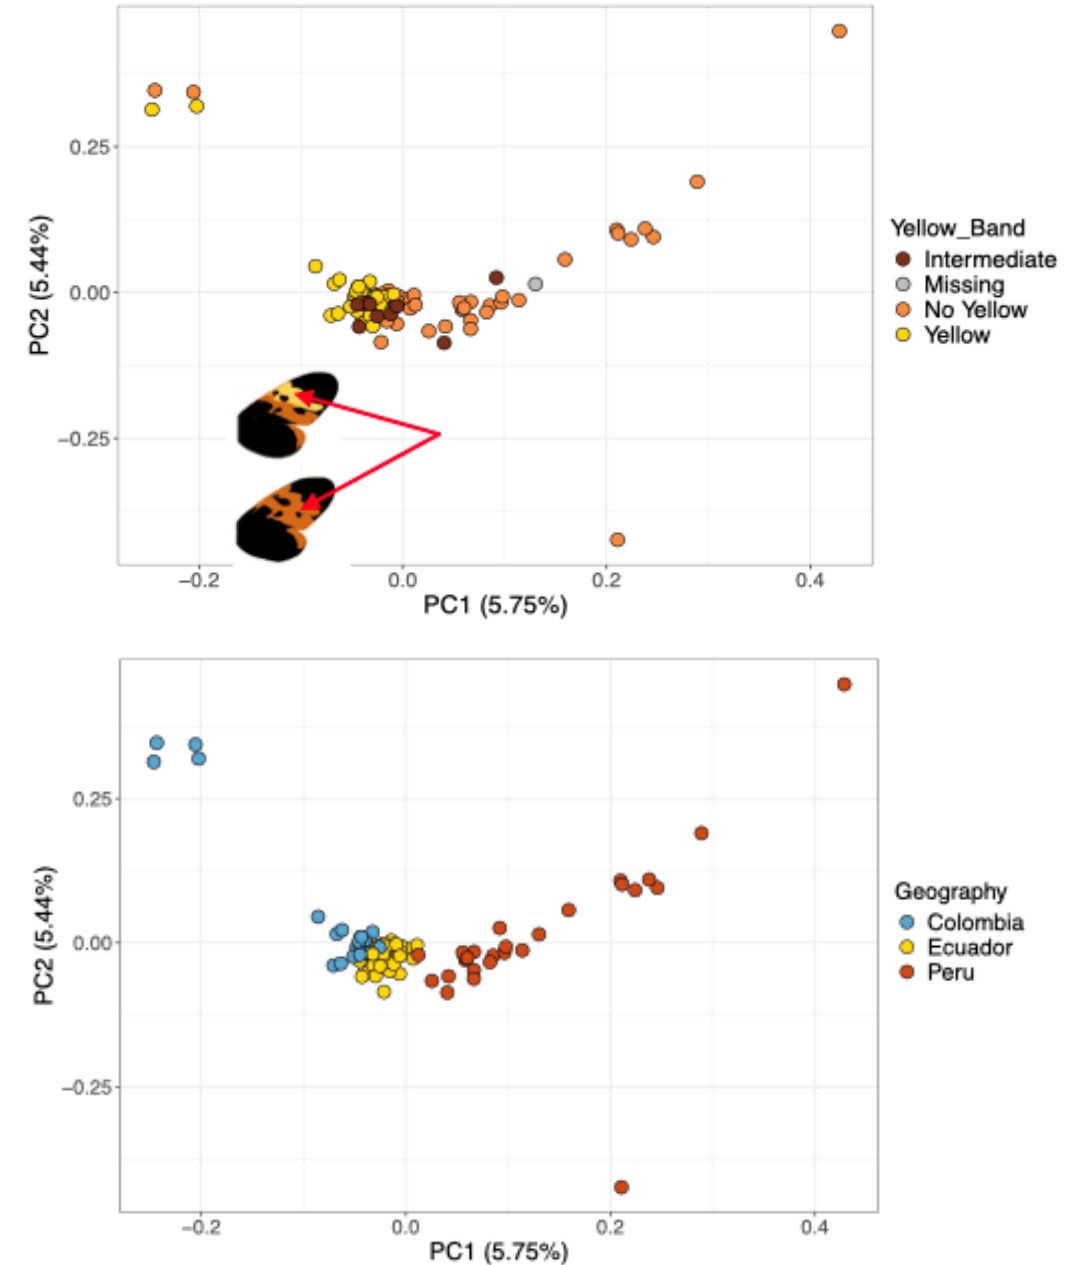 0.25
0.00
−0.25
PC2 (5.44%)
−0.2
0.0
0.2
0.4
PC1 (5.75%)
Yellow_Band
Intermediate
Missing
No Yellow
Yellow
0.25
0.00
−0.25
PC2 (5.44%)
−0.2
0.0
0.2
0.4
PC1 (5.75%)
Geography
Colombia
Ecuador
Peru